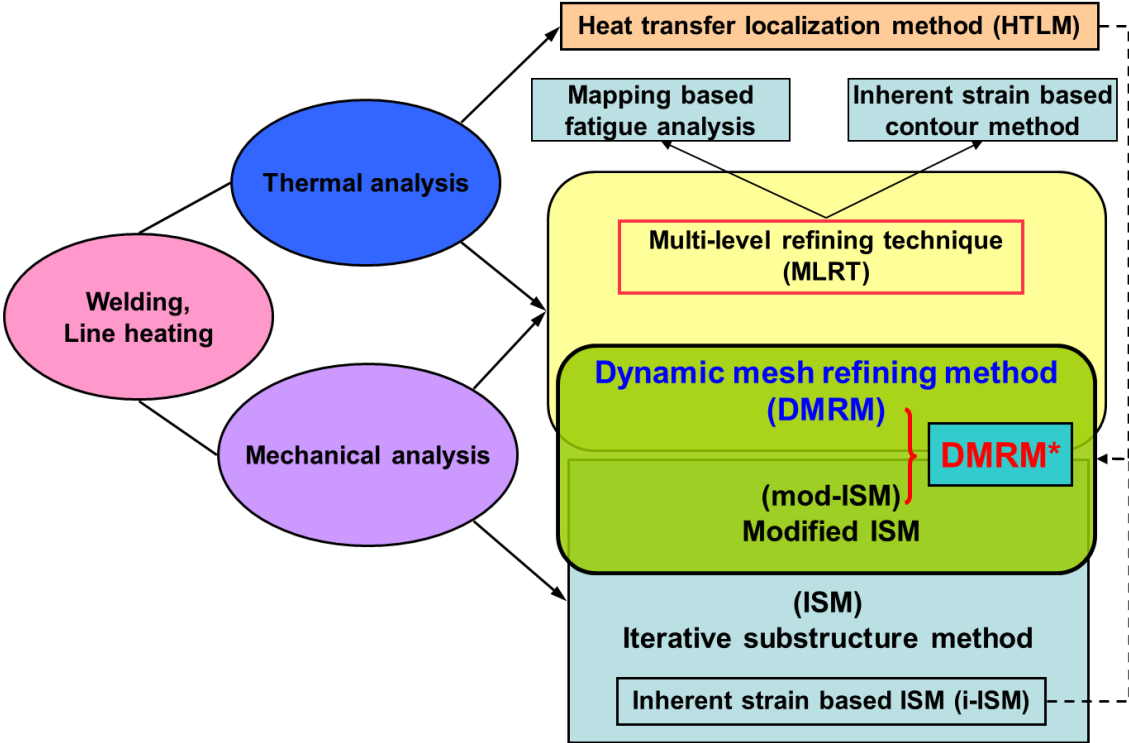 Heat transfer localization method (HTLM)
Mapping based
fatigue analysis
Inherent strain based
contour method
Thermal analysis
Multi-level refining technique
(MLRT)
Welding,
Line heating
Dynamic mesh refining method
(DMRM)
DMRM*
Mechanical analysis
(mod-ISM)
Modified ISM
(ISM)
Iterative substructure method
Inherent strain based ISM (i-ISM)